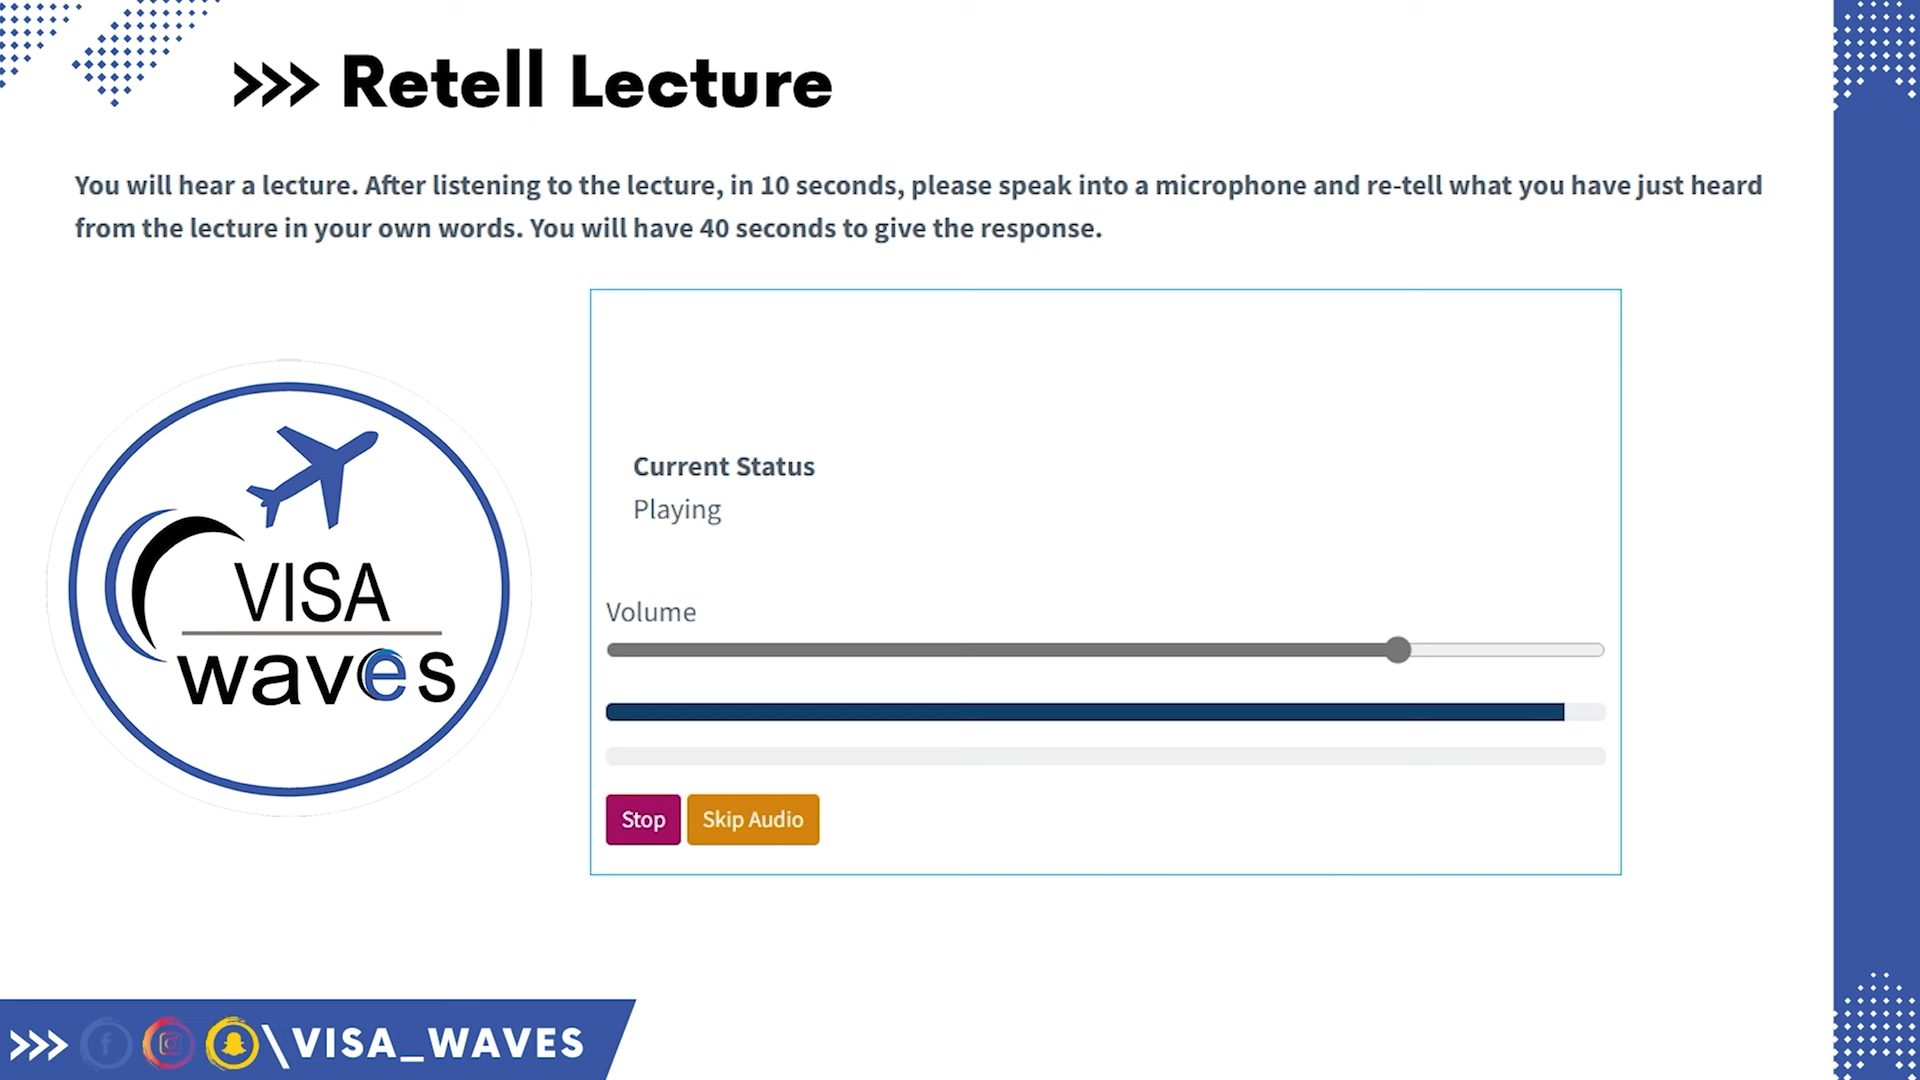 >>> Retell Lecture
You will hear a lecture. After listening to the lecture, in 10 seconds, please speak into a microphone and re-tell what you have just heard
from the lecture in your own words. You will have 40 seconds to give the response.
Current Status
Playing
VISA
waves
Volume
Stop Skip Audio
>>> f \VISA_WAVES